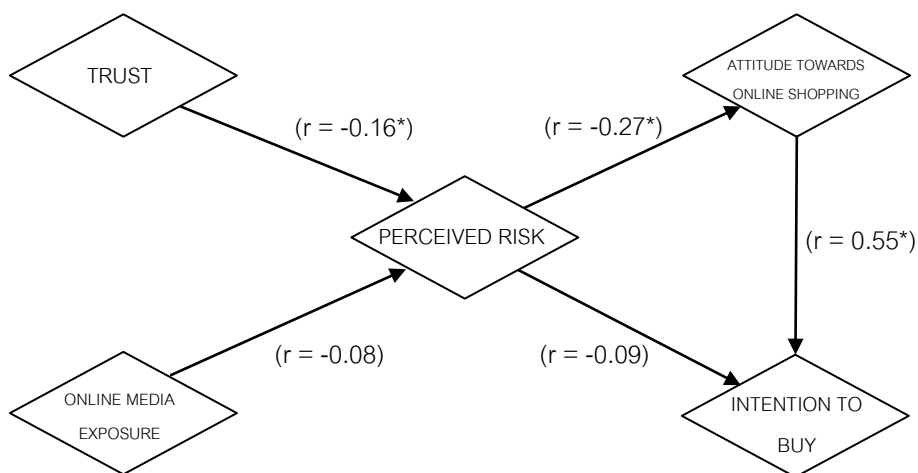 TRUST
ATTITUDE TOWARDS
ONLINE SHOPPING
(r = -0.16*)
(r = -0.27*)
PERCEIVED RISK
(r = 0.55*)
(r = -0.08)
(r = -0.09)
ONLINE MEDIA
EXPOSURE
INTENTION TO
BUY